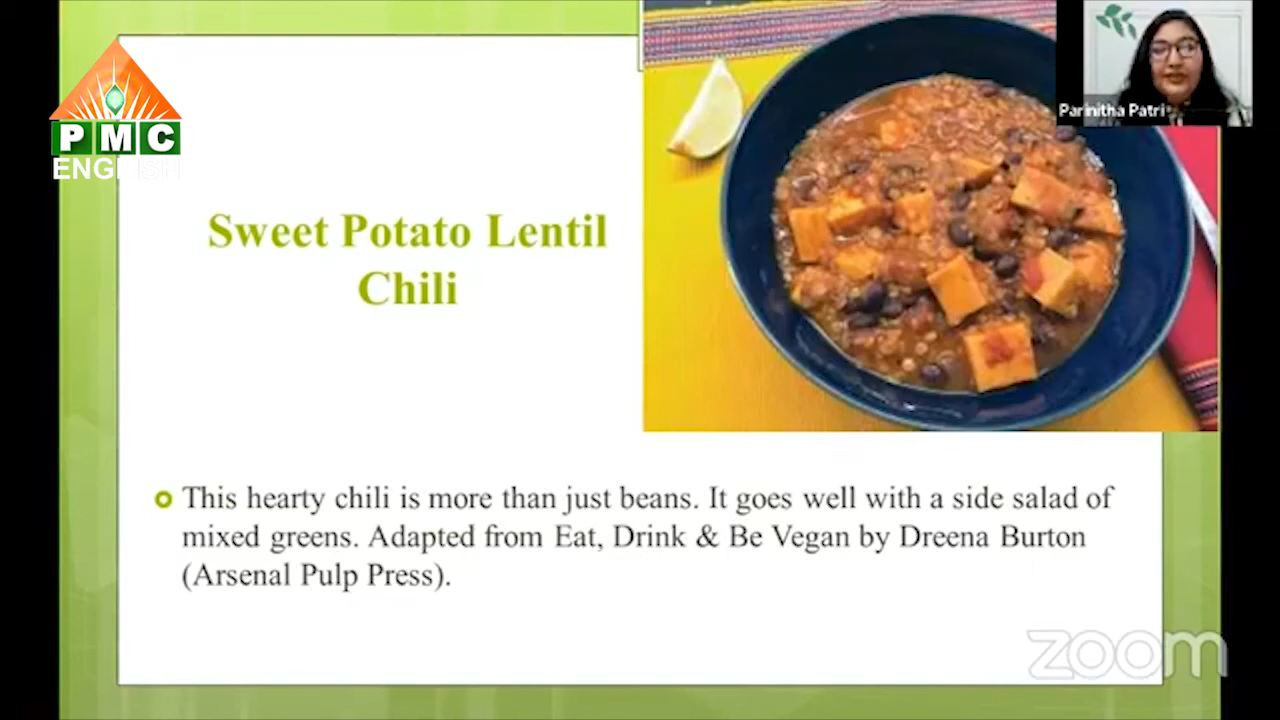 PMC
ENGLISH
Parinitha Patri
Sweet Potato Lentil
Chili
This hearty chili is more than just beans. It goes well with a side salad of
mixed greens. Adapted from Eat, Drink & Be Vegan by Dreena Burton
(Arsenal Pulp Press).
zoom